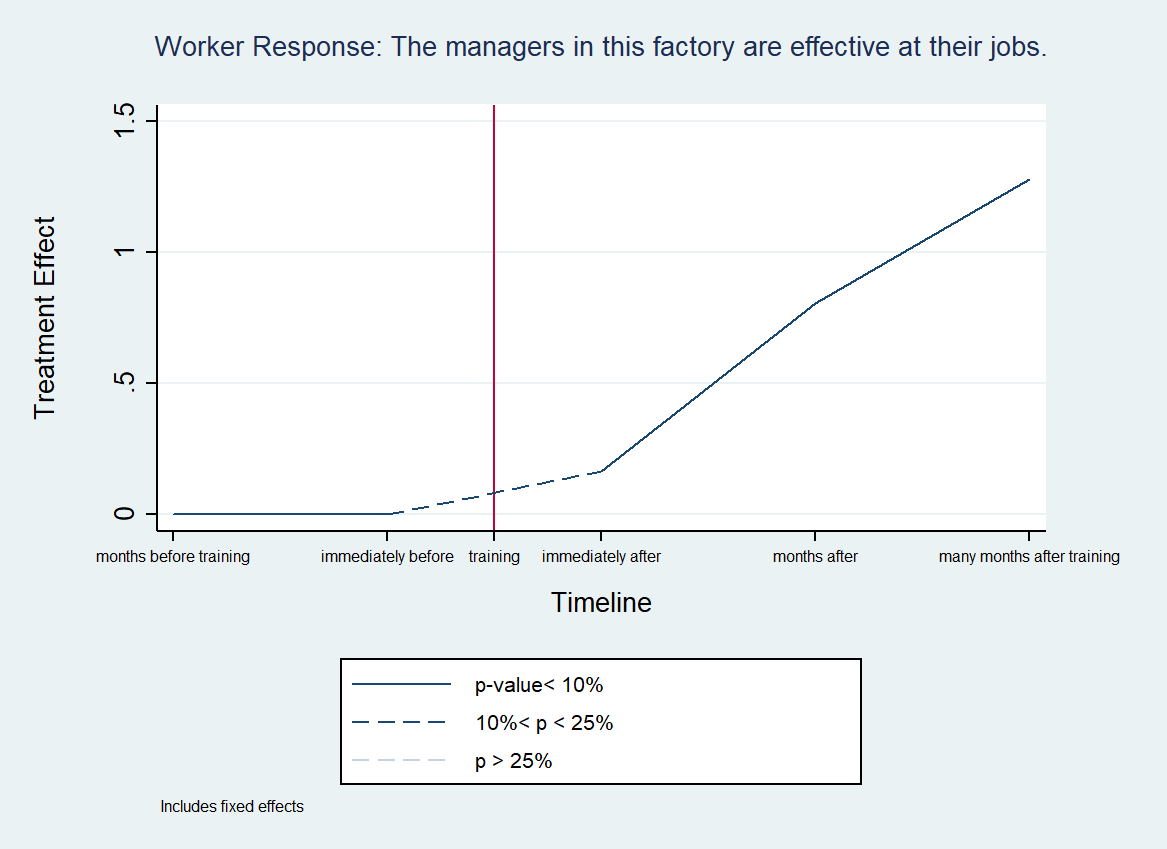 Worker Response: The managers in this factory are effective at their jobs.
1.5
1
.5
0
Treatment Effect
months before training
immediately before
training
immediately after
months after
many months after training
Timeline
p-value< 10%
10%< p < 25%
p > 25%
Includes fixed effects